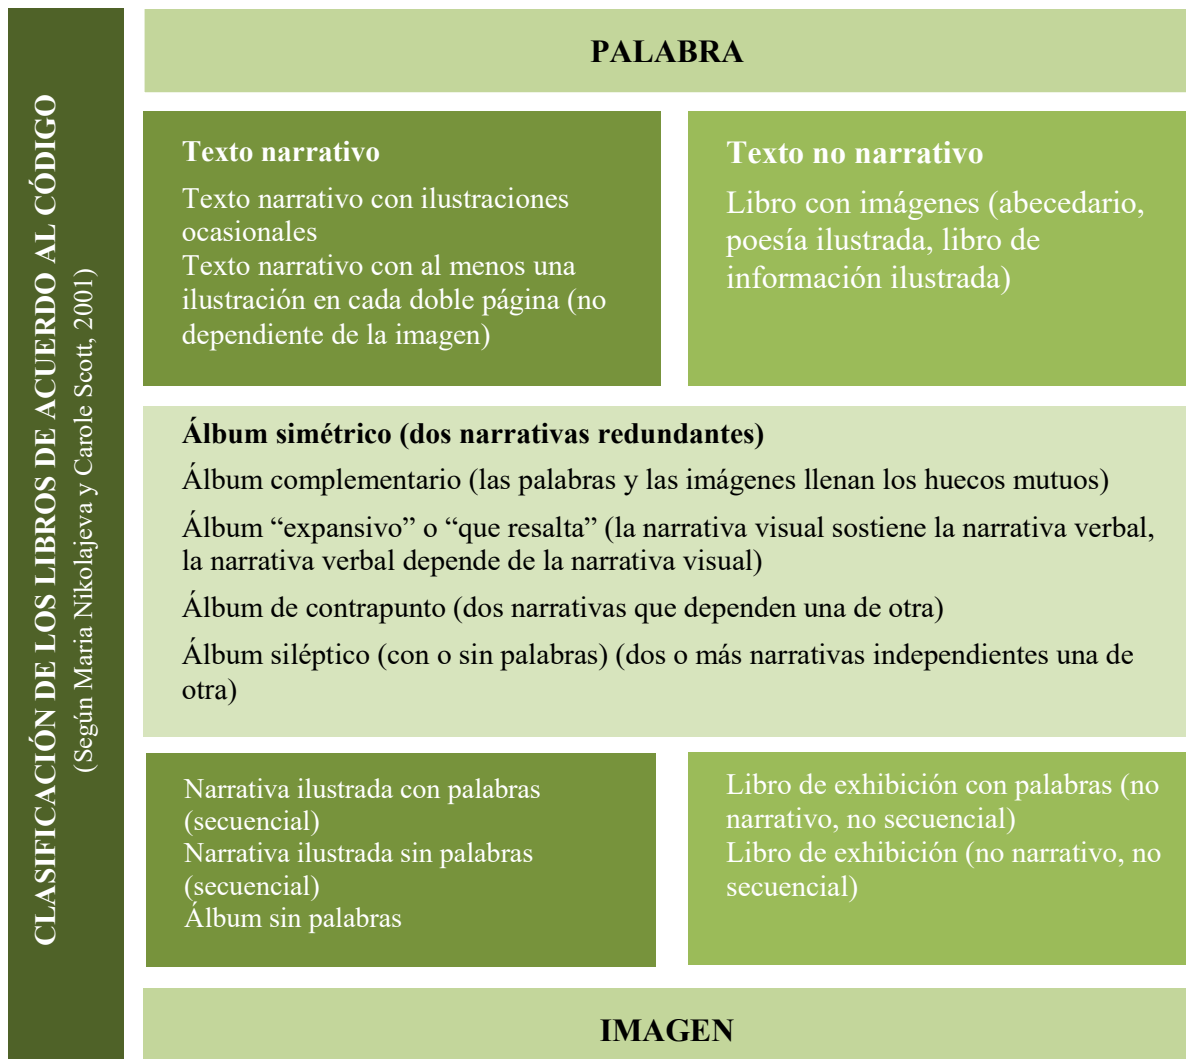 CLASIFICACIÓN DE LOS LIBROS DE ACUERDO AL CÓDIGO
(Según Maria Nikolajeva y Carole Scott, 2001)
PALABRA
Texto narrativo
Texto narrativo con ilustraciones
ocasionales
Texto narrativo con al menos una
ilustración en cada doble página (no
dependiente de la imagen)
Texto no narrativo
Libro con imágenes (abecedario,
poesía ilustrada, libro de
información ilustrada)
Álbum simétrico (dos narrativas redundantes)
Álbum complementario (las palabras y las imágenes llenan los huecos mutuos)
Álbum “expansivo” o “que resalta” (la narrativa visual sostiene la narrativa verbal,
la narrativa verbal depende de la narrativa visual)
Álbum de contrapunto (dos narrativas que dependen una de otra)
Álbum siléptico (con o sin palabras) (dos o más narrativas independientes una de
otra)
Narrativa ilustrada con palabras
(secuencial)
Narrativa ilustrada sin palabras
(secuencial)
Álbum sin palabras
Libro de exhibición con palabras (no
narrativo, no secuencial)
Libro de exhibición (no narrativo, no
secuencial)
IMAGEN